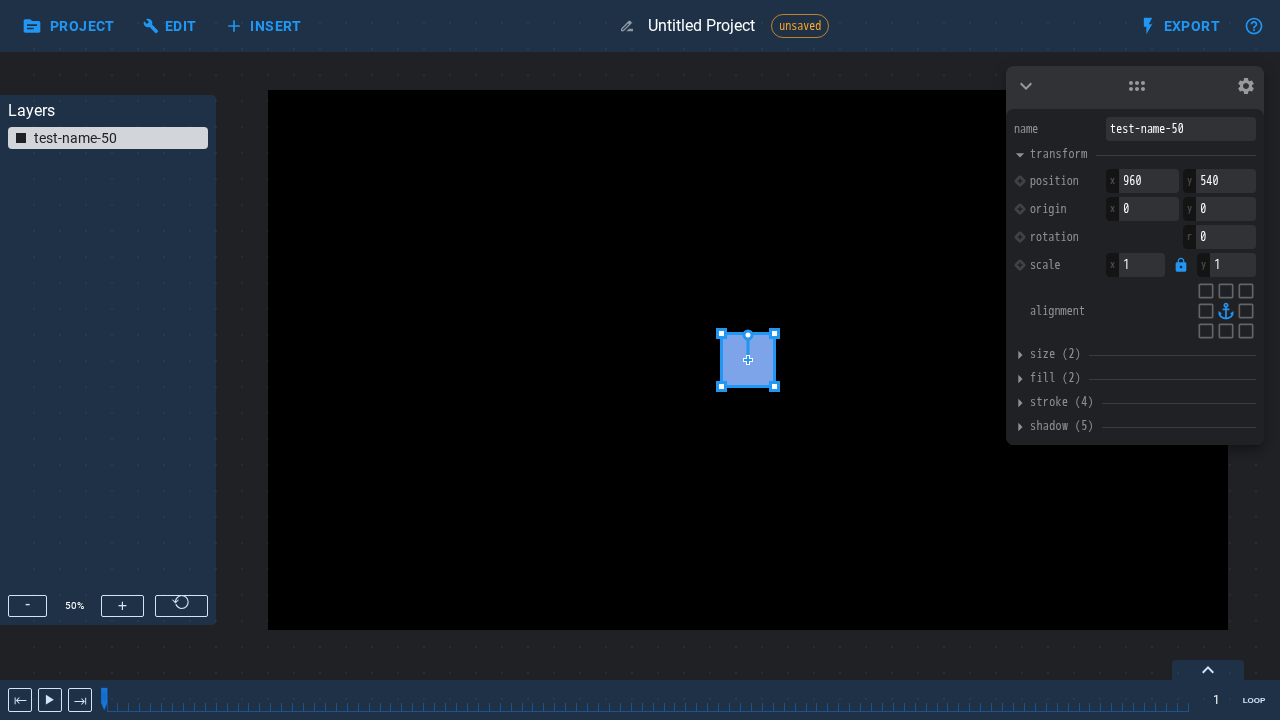 PROJECT EDIT INSERT Untitled Project unsaved EXPORT
Layers
test-name-50
- 50% +
name test-name-50
transform
position x 960 y 540
origin x 0 y 0
rotation r 0
scale x 1 y 1
alignment
size (2)
fill (2)
stroke (4)
shadow (5)
1 LOOP